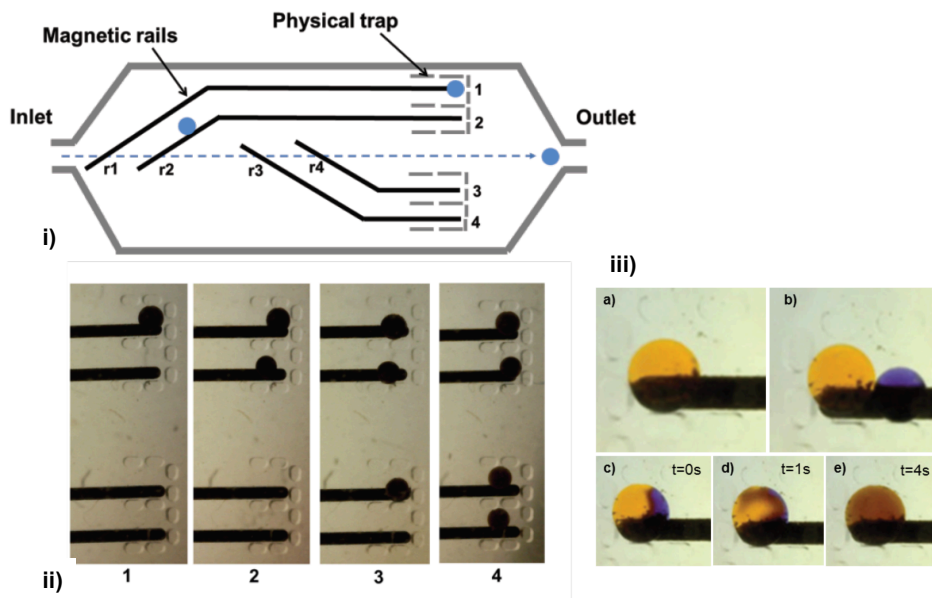 Magnetic rails
Physical trap
Inlet
Outlet
1
2
r1
r2
r3
r4
3
4
i)
iii)
a)
b)
c)
t=0s
d)
t=1s
e)
t=4s
ii)
1
2
3
4